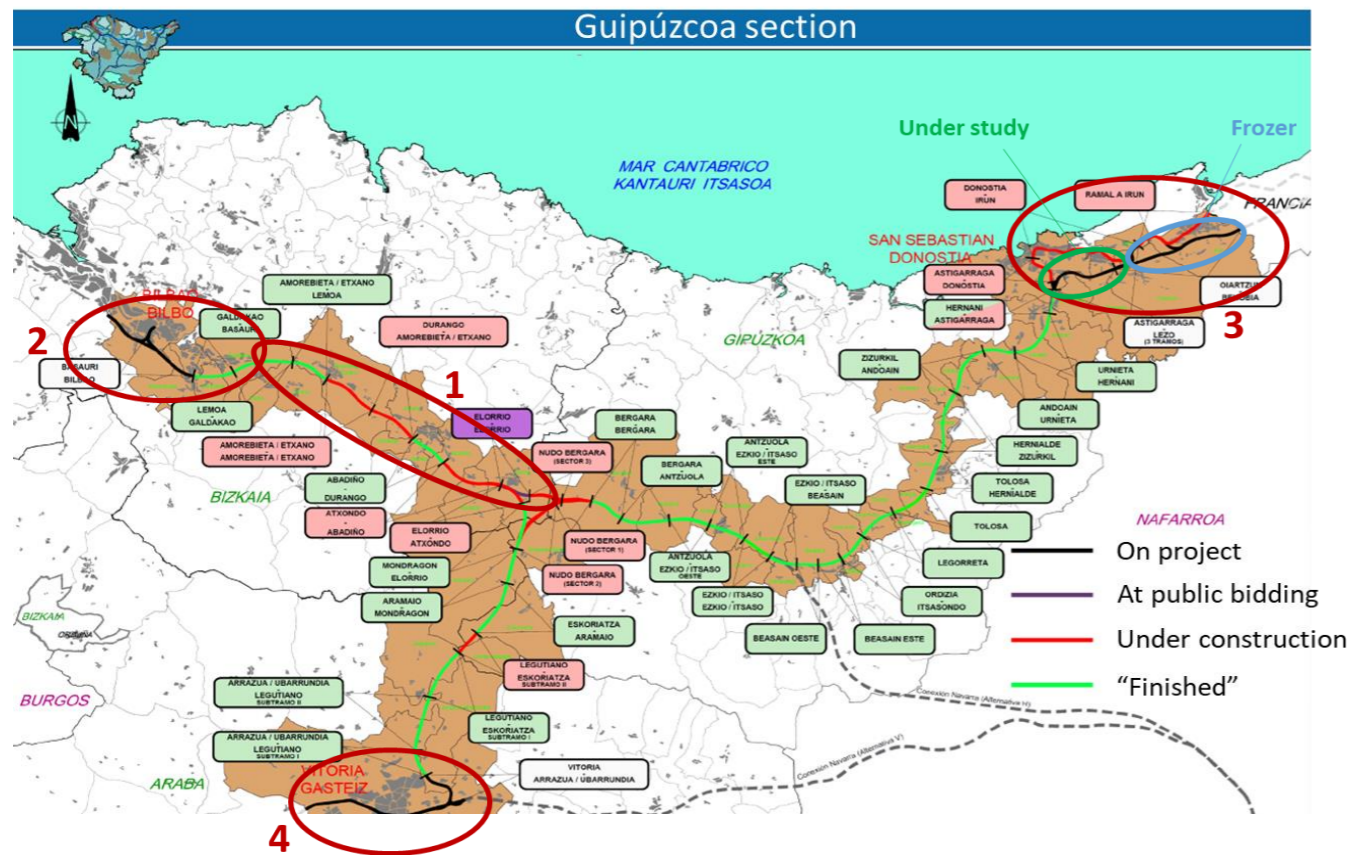 Guipúzcoa section
Under study
Frozer
MAR CANTABRICO
KANTAURI ITSASOA
DONOSTIA
IRUN
RAMAL A IRUN
FRANCIA
SAN SEBASTIAN
DONOSTIA
ASTIGARRAGA
DONOSTIA
HERNANI
ASTIGARRAGA
OIARTZUN
3
ASTIGARRAGA
LEZO
(3 TRAMOS)
AMOREBIETA / ETXANO
LEMOA
BILBAO
BILBO
GALDAKAO
BASAURI
DURANGO
AMOREBIETA / ETXANO
2
1
BASAURI
BILBAO
GIPUZKOA
ZIZURKIL
ANDOAIN
URNIETA
HERNANI
LEMOA
GALDAKAO
ELORRIO
ELORRIO
BERGARA
BERGARA
ANDOAIN
URNIETA
AMOREBIETA / ETXANO
AMOREBIETA / ETXANO
NUDO BERGARA
(SECTOR 3)
ANTZUOLA
EZKIO / ITSASO
ESTE
HERNIALDE
ZIZURKIL
BERGARA
ANTZUOLA
EZKIO / ITSASO
BEASAIN
TOLOSA
HERNIALDE
BIZKAIA
ABADIÑO
DURANGO
ATXONDO
ABADIÑO
ELORRIO
ATXONDO
TOLOSA
NAFARROA
NUDO BERGARA
(SECTOR 1)
ANTZUOLA
EZKIO / ITSASO
OESTE
LEGORRETA
On project
MONDRAGON
ELORRIO
NUDO BERGARA
(SECTOR 2)
EZKIO / ITSASO
EZKIO / ITSASO
ORDIZIA
ITSASONDO
At public bidding
ARAMAIO
MONDRAGON
BIZKAIA
ESKORIATZA
ARAMAIO
BEASAIN OESTE
BEASAIN ESTE
Under construction
LEGUTIANO
ESKORIATZA
SUBTRAMO II
“Finished”
BURGOS
ARRAZUA / UBARRUNDIA
LEGUTIANO
SUBTRAMO II
Conexión Navarra (Alternativa H)
LEGUTIANO
ESKORIATZA
SUBTRAMO I
ARRAZUA / UBARRUNDIA
LEGUTIANO
SUBTRAMO I
VITORIA
ARRAZUA / UBARRUNDIA
Conexión Navarra (Alternativa V)
ARABA
VITORIA
GASTEIZ
4